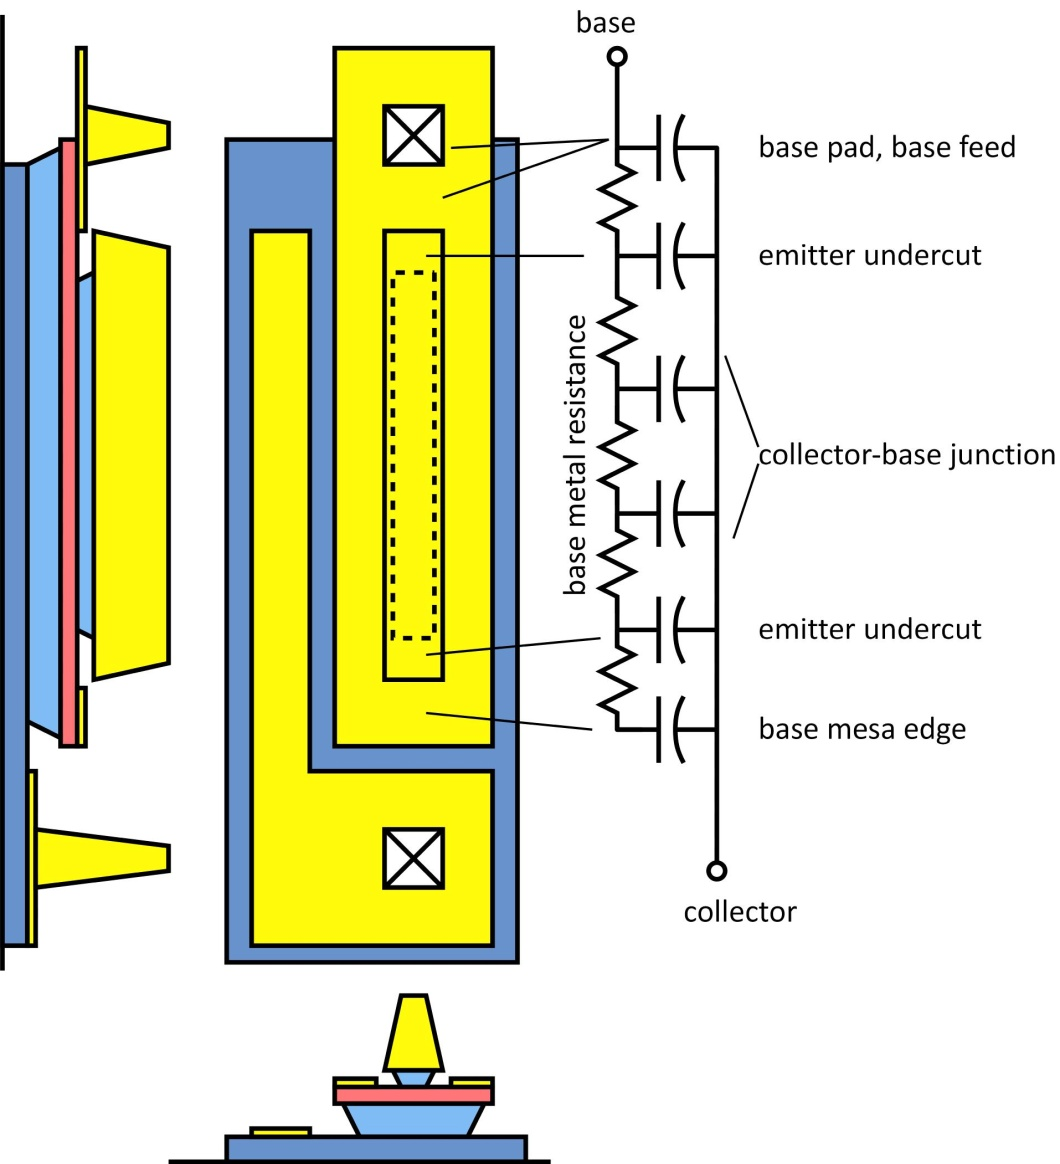 base
base pad, base feed
emitter undercut
base metal resistance
collector-base junction
emitter undercut
base mesa edge
collector